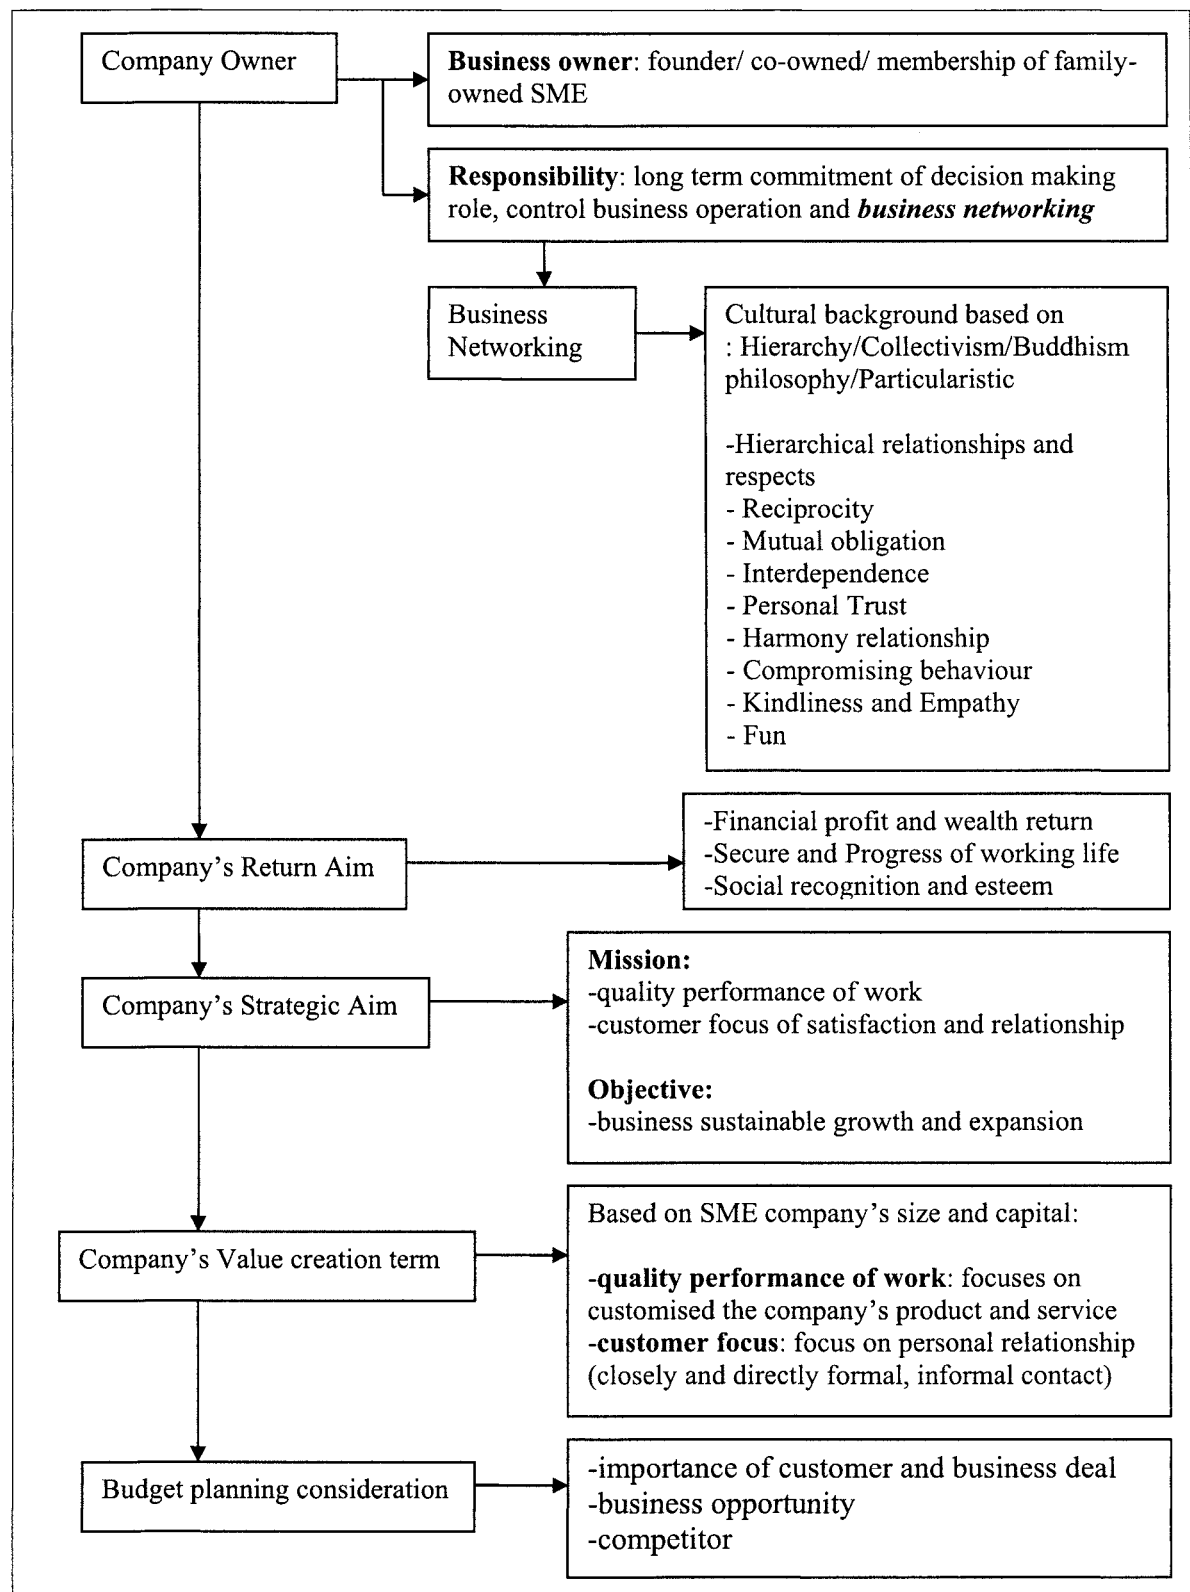 Company Owner
Business owner: founder/ co-owned/ membership of family-
owned SME
Responsibility: long term commitment of decision making
role, control business operation and business networking
Business
Networking
Cultural background based on
: Hierarchy/Collectivism/Buddhism
philosophy/Particularistic
-Hierarchical relationships and
respects
- Reciprocity
- Mutual obligation
- Interdependence
- Personal Trust
- Harmony relationship
- Compromising behaviour
- Kindliness and Empathy
- Fun
Company's Return Aim
-Financial profit and wealth return
-Secure and Progress of working life
-Social recognition and esteem
Company's Strategic Aim
Mission:
-quality performance of work
-customer focus of satisfaction and relationship
Objective:
-business sustainable growth and expansion
Company's Value creation term
Based on SME company's size and capital:
-quality performance of work: focuses on
customised the company's product and service
-customer focus: focus on personal relationship
(closely and directly formal, informal contact)
Budget planning consideration
-importance of customer and business deal
-business opportunity
-competitor